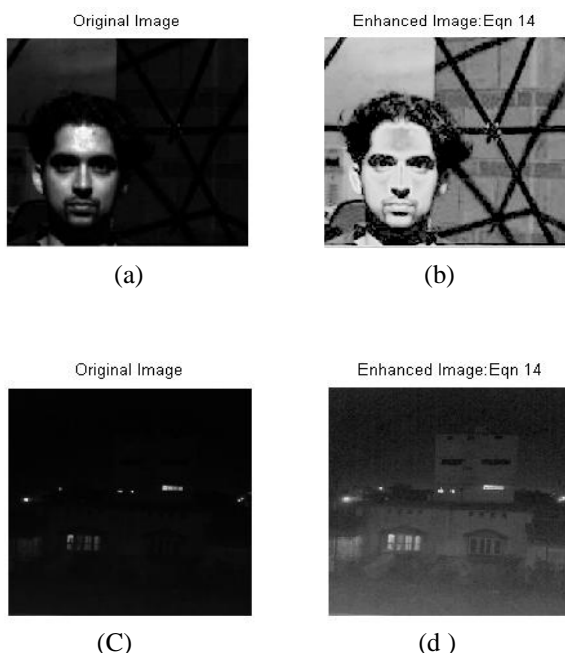 Original Image
Enhanced Image:Eqn 14
(a)
(b)
Original Image
Enhanced Image:Eqn 14
(C)
(d )